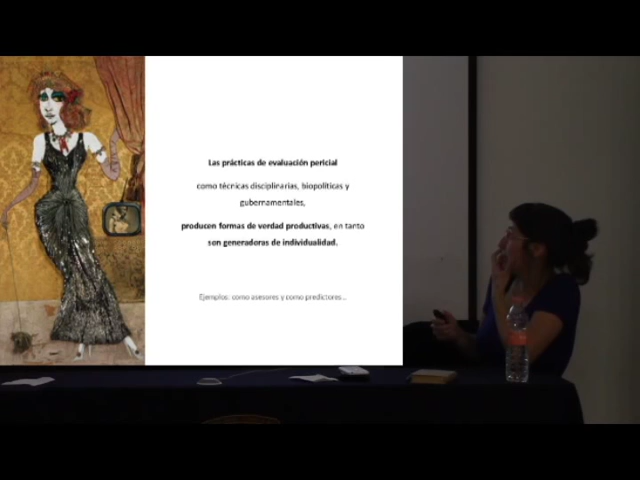 Las prácticas de evaluación pericial
como técnicas disciplinarias, biopolíticas y
gubernamentales,
producen formas de verdad productivas, en tanto
son generadoras de individualidad.
Ejemplos: como asesores y como predictores...